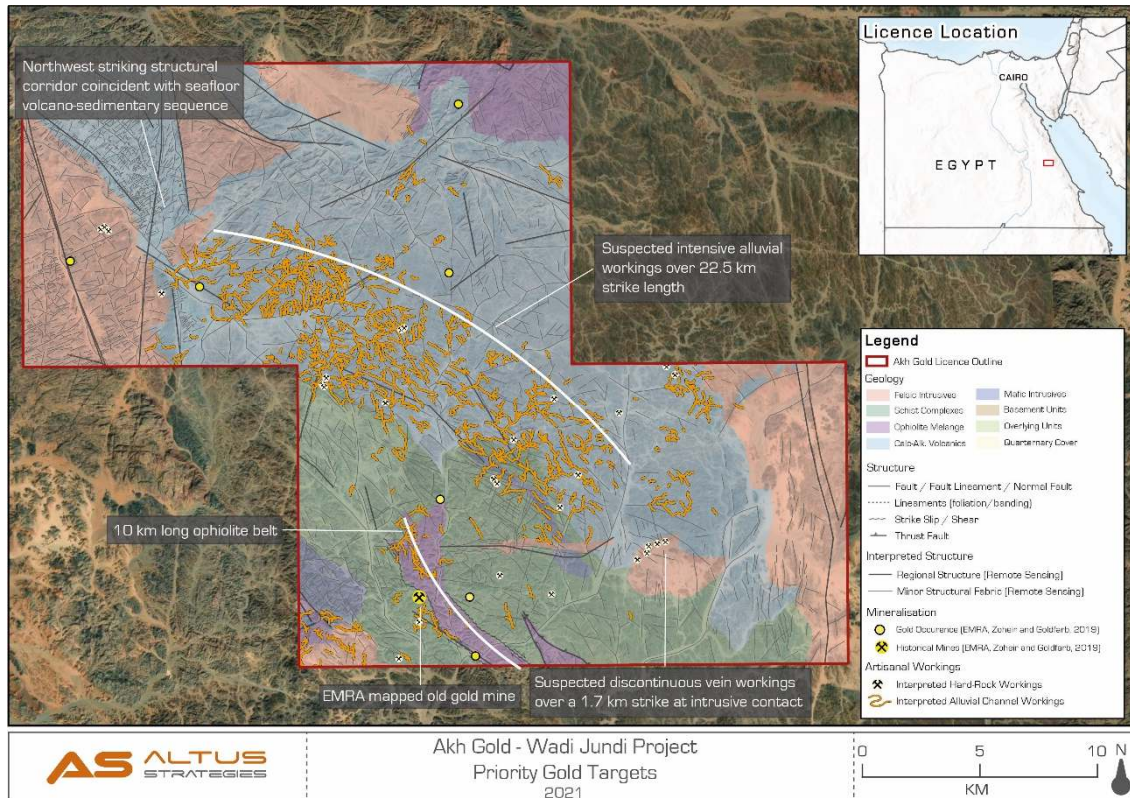 Licence Location
CAIRO
EGYPT
Northwest striking structural
corridor coincident with seafloor
volcano-sedimentary sequence
Suspected intensive alluvial
workings over 22.5 km
strike length
10 km long ophiolite belt
EMRA mapped old gold mine
Suspected discontinuous vein workings
over a 1.7 km strike at intrusive contact
Legend
Akh Gold Licence Outline
Geology
Felsic Intrusives
Mafic Intrusives
Schist Complexes
Basement Units
Ophiolite Melange
Overlying Units
Calc-Alk. Volcanics
Quarternary Cover
Structure
Fault / Fault Lineament / Normal Fault
Lineaments (foliation/banding)
Strike Slip / Shear
Thrust Fault
Interpreted Structure
Regional Structure (Remote Sensing)
Minor Structural Fabric (Remote Sensing)
Mineralisation
Gold Occurence (EMRA, Zoheir and Goldfarb, 2019)
Historical Mines (EMRA, Zoheir and Goldfarb, 2019)
Artisanal Workings
Interpreted Hard-Rock Workings
Interpreted Alluvial Channel Workings
AS ALTUS
STRATEGIES
Akh Gold - Wadi Jundi Project
Priority Gold Targets
2021
0 5 10 N
KM